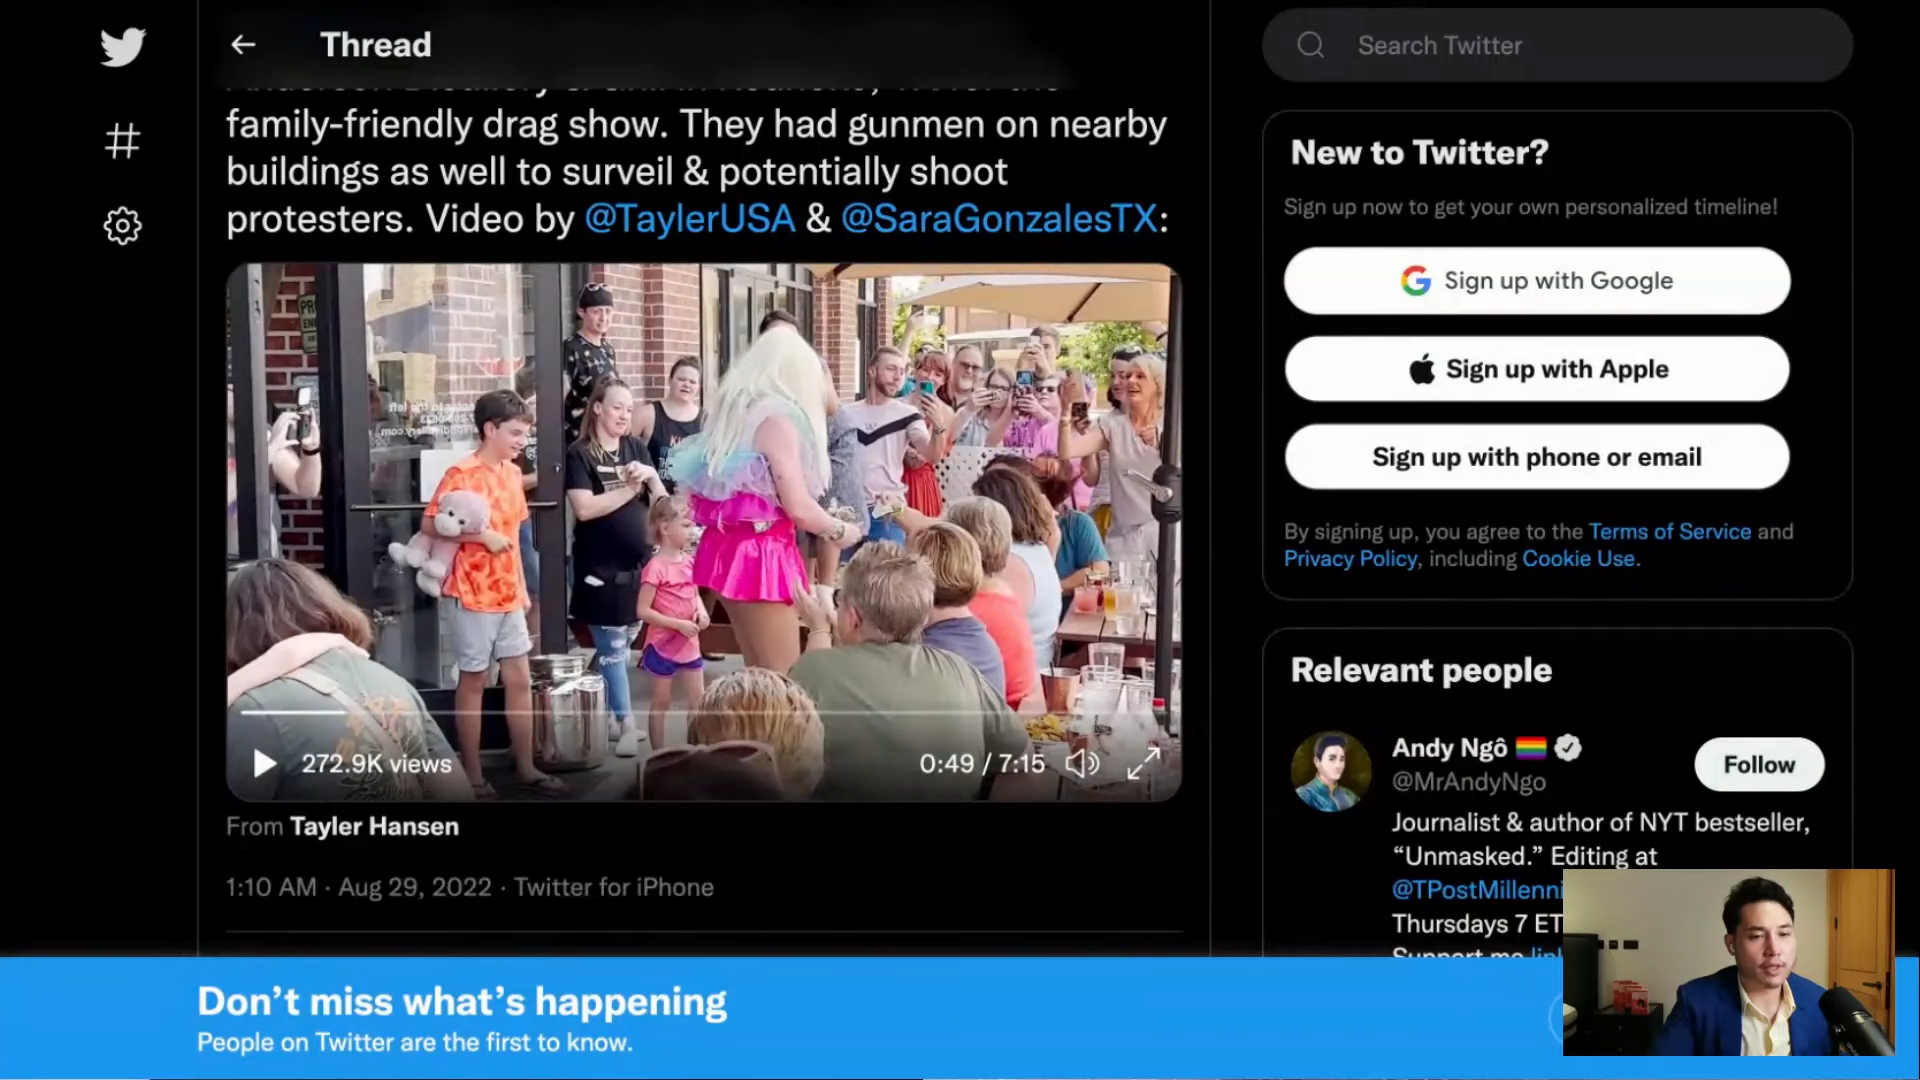 Thread
Search Twitter
family-friendly drag show. They had gunmen on nearby
buildings as well to surveil & potentially shoot
protesters. Video by @TaylerUSA & @SaraGonzalesTX:
272.9K views
0:49 / 7:15
From Tayler Hansen
1:10 AM · Aug 29, 2022 · Twitter for iPhone
New to Twitter?
Sign up now to get your own personalized timeline!
Sign up with Google
Sign up with Apple
Sign up with phone or email
By signing up, you agree to the Terms of Service and
Privacy Policy, including Cookie Use.
Relevant people
Andy Ngô
@MrAndyNgo
Follow
Journalist & author of NYT bestseller,
“Unmasked.” Editing at
@TPostMillenni
Thursdays 7 ET
Support me
Don’t miss what’s happening
People on Twitter are the first to know.